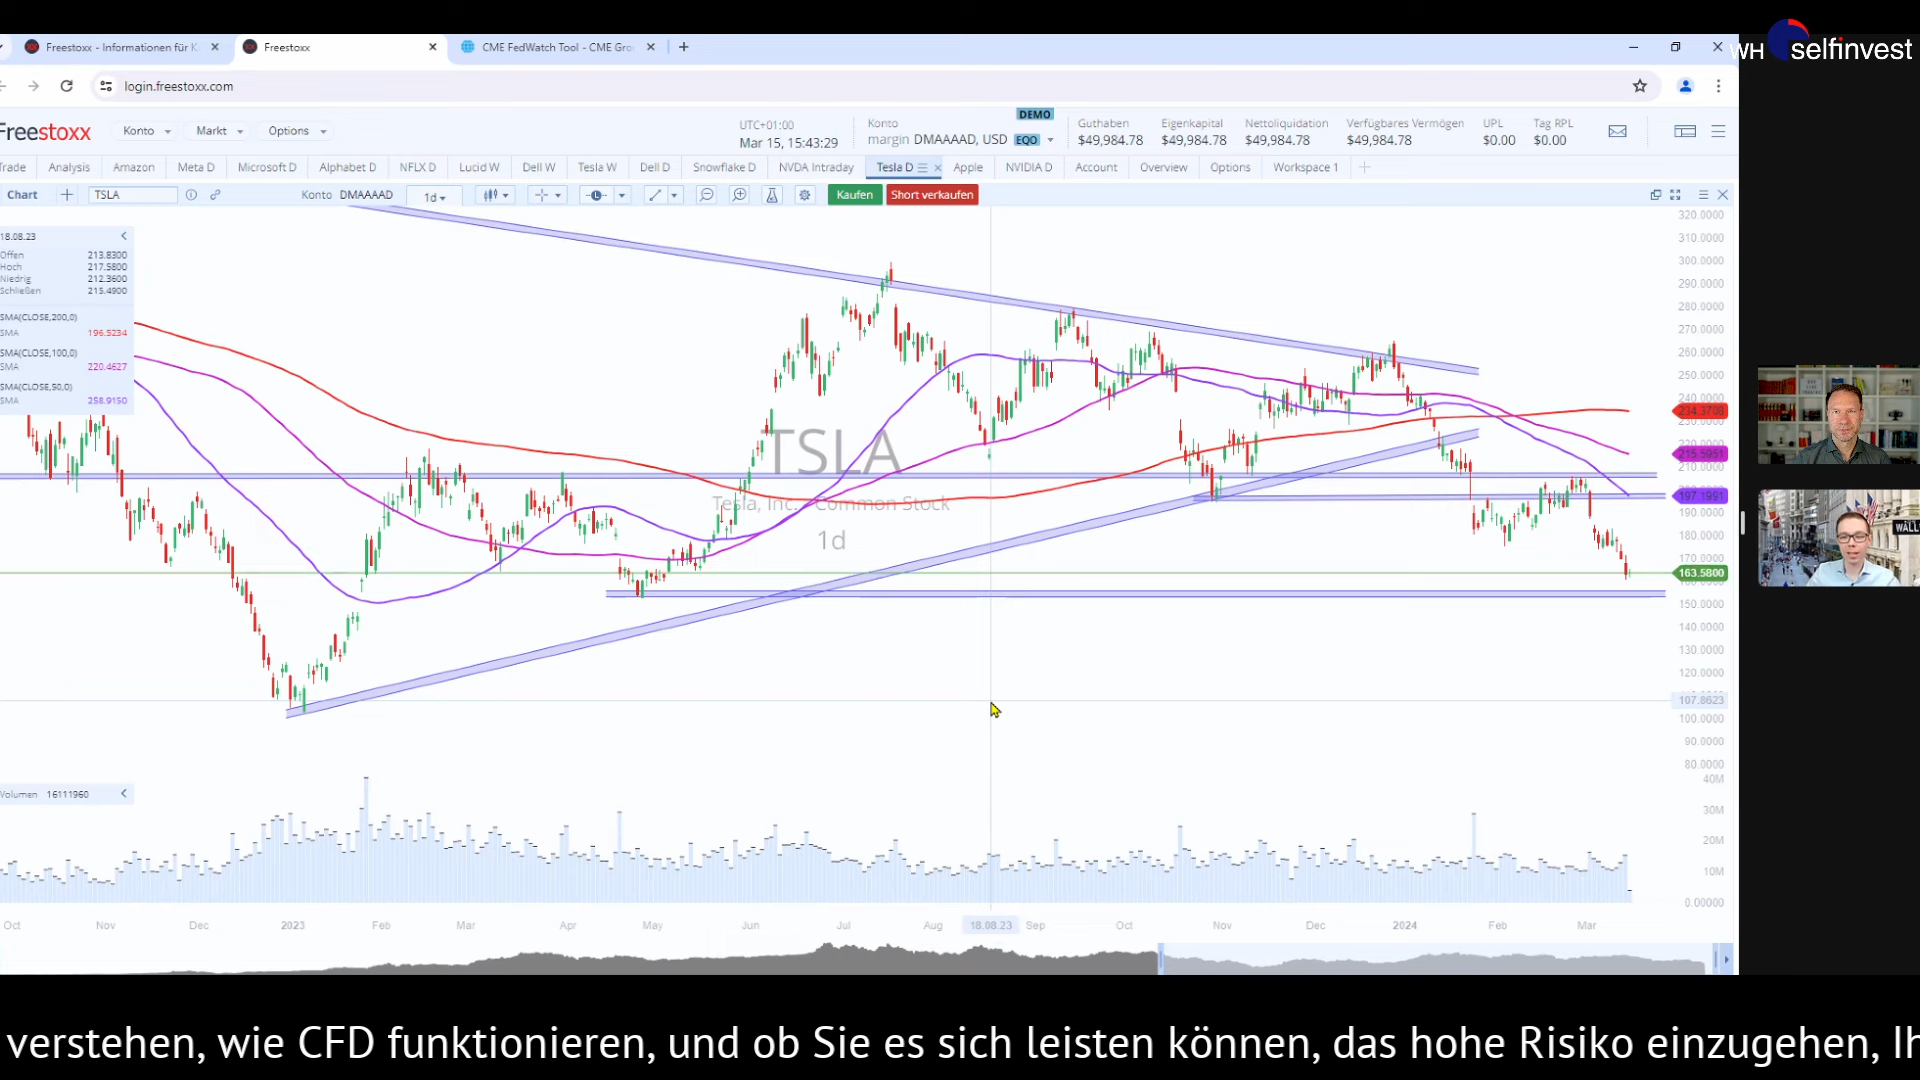 Freestoxx - Informationen für K
Freestoxx
CME FedWatch Tool - CME Gro
WH selfinvest
login.freestoxx.com
DEMO
Freestoxx
Konto
Markt
Options
UTC+01:00
Mar 15, 15:43:29
Konto
margin DMAAAAD, USD EQO
Guthaben
$49,984.78
Eigenkapital
$49,984.78
Nettoliquidation
$49,984.78
Verfügbares Vermögen
$49,984.78
UPL
$0.00
Tag RPL
$0.00
Trade Analysis Amazon Meta D Microsoft D Alphabet D NFLX D Lucid W Dell W Tesla W Dell D Snowflake D NVDA Intraday Tesla D Apple NVIDIA D Account Overview Options Workspace 1
Chart TSLA Konto DMAAAAD 1d Kaufen Short verkaufen
18.08.23
Offen 213.8300
Hoch 217.5800
Niedrig 212.3600
Schließen 215.4900
SMA(CLOSE,200,0)
SMA 196.5234
SMA(CLOSE,100,0)
SMA 220.4627
SMA(CLOSE,50,0)
SMA 258.9150
TSLA
Tesla, Inc. - Common Stock
1d
320.0000
310.0000
300.0000
290.0000
280.0000
270.0000
260.0000
250.0000
240.0000
234.3708
230.0000
220.0000
215.5951
210.0000
197.1991
190.0000
180.0000
170.0000
163.5800
150.0000
140.0000
130.0000
120.0000
107.8623
100.0000
90.0000
80.0000
40M
30M
20M
10M
0.00000
Volumen 16111960
Oct Nov Dec 2023 Feb Mar Apr May Jun Jul Aug 18.08.23 Sep Oct Nov Dec 2024 Feb Mar
WALL
verstehen, wie CFD funktionieren, und ob Sie es sich leisten können, das hohe Risiko einzugehen, Ih